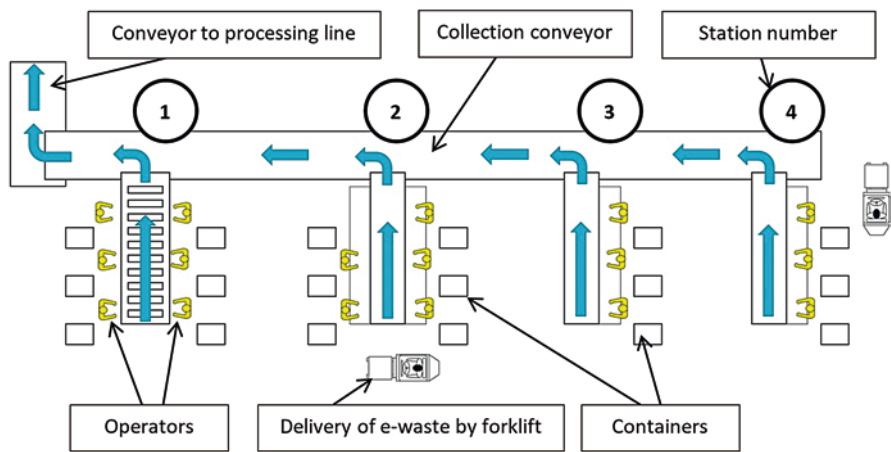 Conveyor to processing line
Collection conveyor
Station number
1
2
3
4
Operators
Delivery of e-waste by forklift
Containers